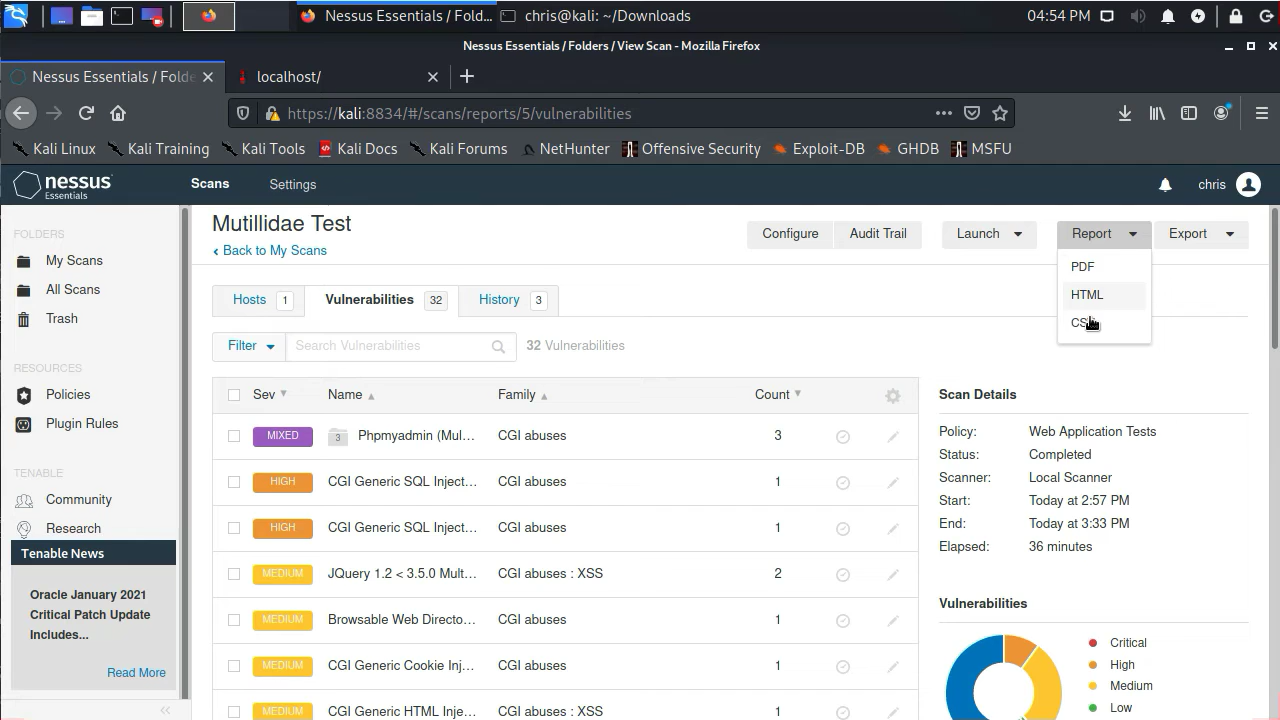 Nessus Essentials / Fold...
chris@kali: ~/Downloads
04:54 PM
Nessus Essentials / Folders / View Scan - Mozilla Firefox
Nessus Essentials / Folde
localhost/
https://kali:8834/#/scans/reports/5/vulnerabilities
Kali Linux
Kali Training
Kali Tools
Kali Docs
Kali Forums
NetHunter
Offensive Security
Exploit-DB
GHDB
MSFU
nessus
Essentials
Scans
Settings
chris
FOLDERS
My Scans
All Scans
Trash
RESOURCES
Policies
Plugin Rules
TENABLE
Community
Research
Tenable News
Oracle January 2021
Critical Patch Update
Includes...
Read More
Mutillidae Test
Back to My Scans
Configure
Audit Trail
Launch
Report
Export
PDF
HTML
Hosts 1
Vulnerabilities 32
History 3
Filter
Search Vulnerabilities
32 Vulnerabilities
Sev Name Family Count
MIXED 3 Phpmyadmin (Mul... CGI abuses 3
HIGH CGI Generic SQL Inject... CGI abuses 1
HIGH CGI Generic SQL Inject... CGI abuses 1
MEDIUM JQuery 1.2 < 3.5.0 Mult... CGI abuses : XSS 2
MEDIUM Browsable Web Directo... CGI abuses 1
MEDIUM CGI Generic Cookie Inj... CGI abuses 1
MEDIUM CGI Generic HTML Inje... CGI abuses : XSS 1
Scan Details
Policy: Web Application Tests
Status: Completed
Scanner: Local Scanner
Start: Today at 2:57 PM
End: Today at 3:33 PM
Elapsed: 36 minutes
Vulnerabilities
Critical
High
Medium
Low